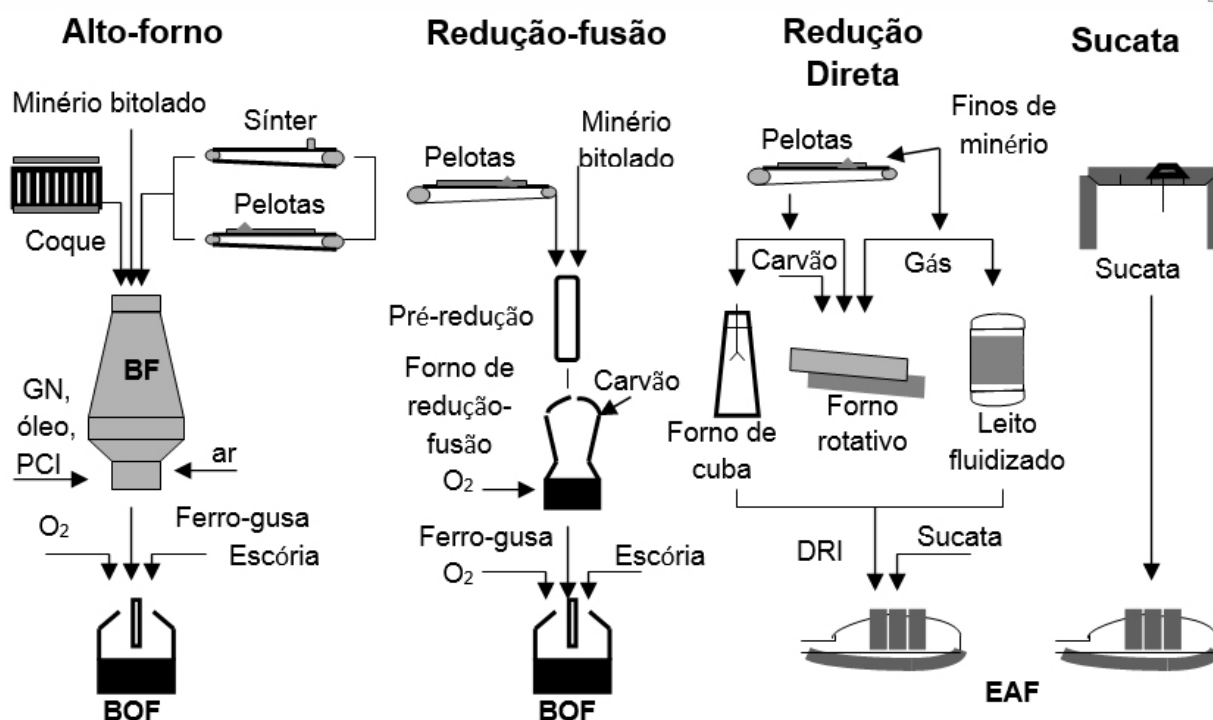 Alto-forno
Minério bitolado
Sínter
Pelotas
Coque
BF
GN,
óleo,
PCI
ar
O₂
Ferro-gusa
Escória
BOF
Redução-fusão
Pelotas
Minério
bitolado
Pré-redução
Forno de
redução-
fusão
Carvão
O₂
Ferro-gusa
O₂
Escória
BOF
Redução
Direta
Pelotas
Finos de
minério
Carvão
Gás
Forno de
cuba
Forno
rotativo
Leito
fluidizado
DRI
Sucata
EAF
Sucata
Sucata